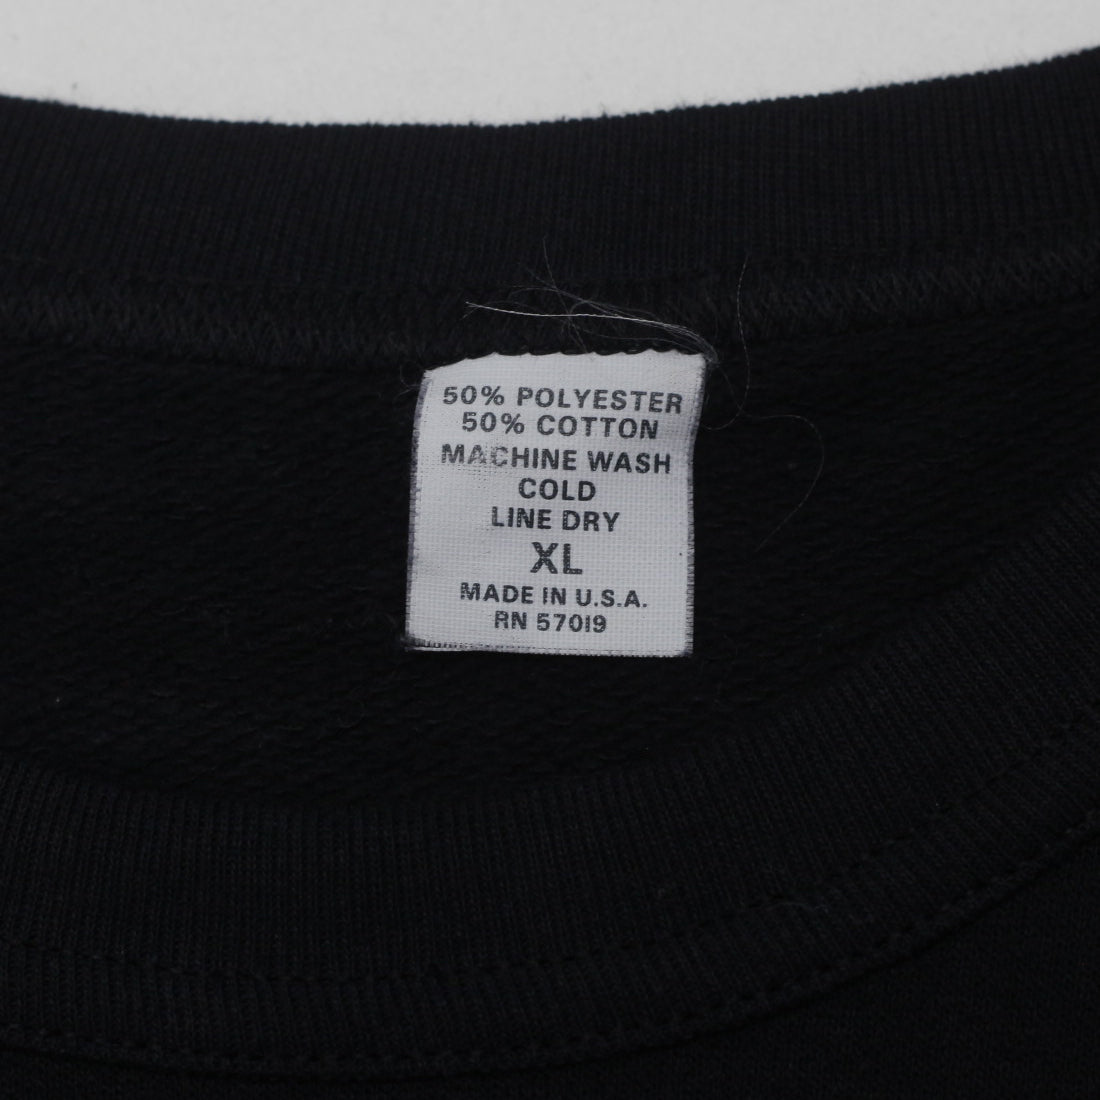 50% POLYESTER
50% COTTON
MACHINE WASH
COLD
LINE DRY
XL
MADE IN U.S.A.
RN 57019